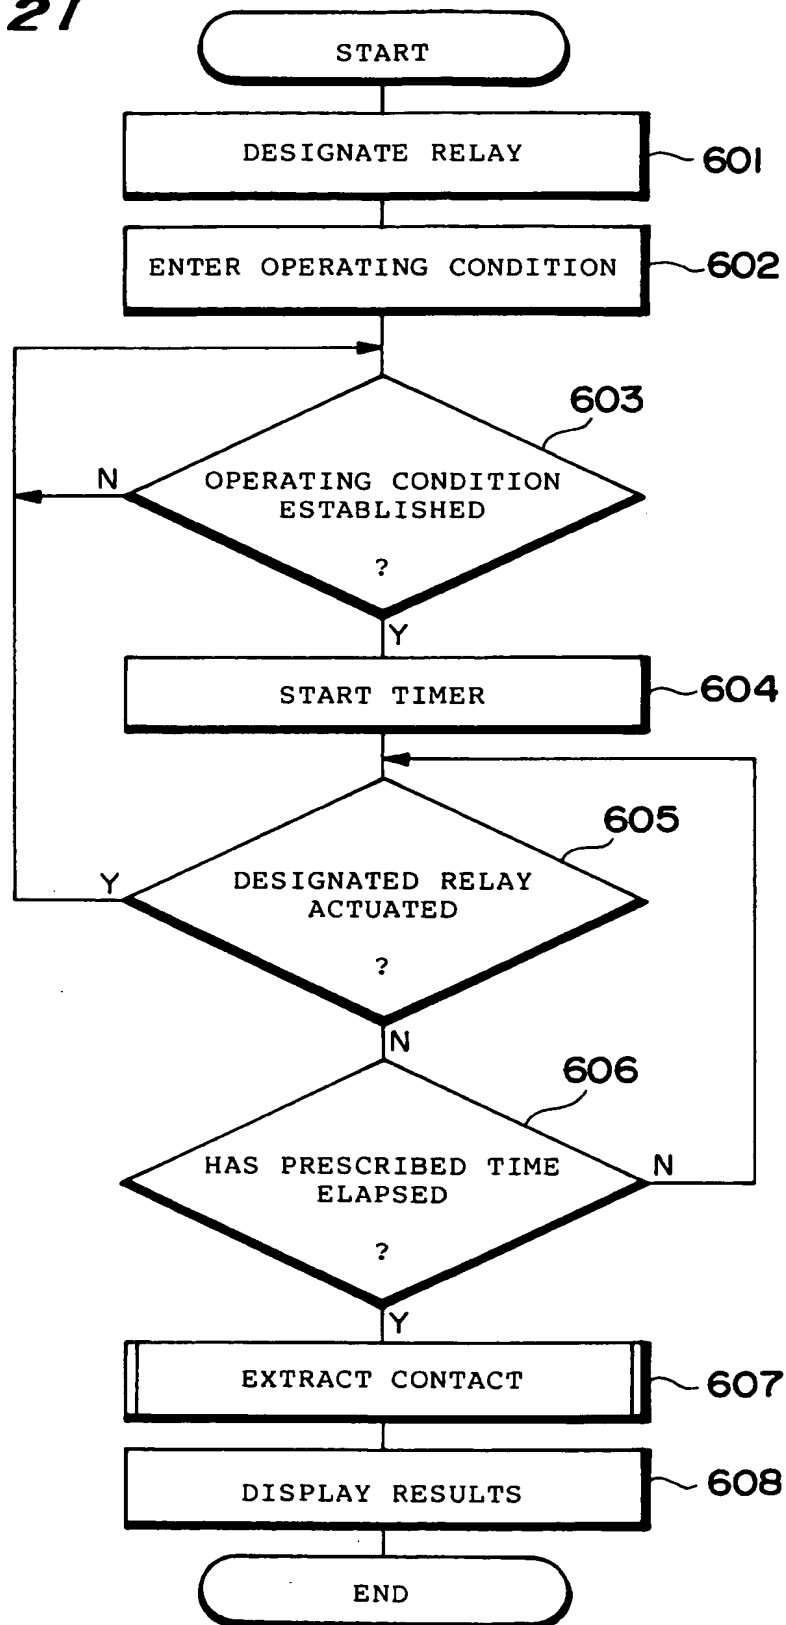 21
START
DESIGNATE RELAY
601
ENTER OPERATING CONDITION
602
603
OPERATING CONDITION
ESTABLISHED
?
N
Y
START TIMER
604
605
DESIGNATED RELAY
ACTUATED
?
Y
N
606
HAS PRESCRIBED TIME
ELAPSED
?
N
Y
EXTRACT CONTACT
607
DISPLAY RESULTS
608
END